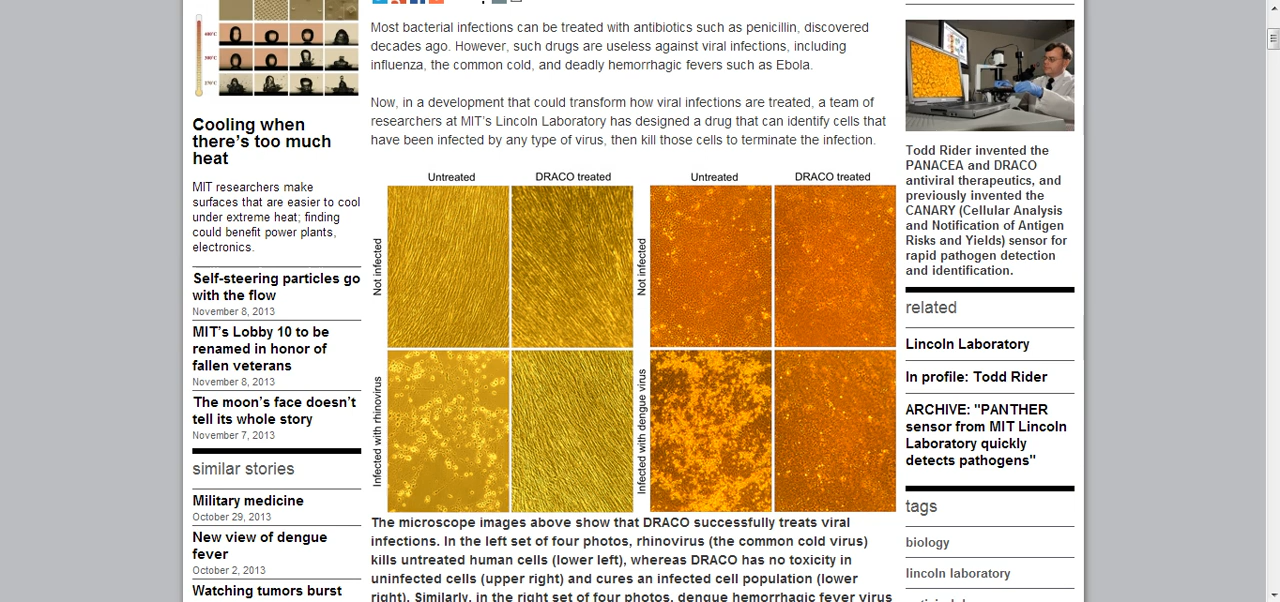 400°C
300°C
270°C
Cooling when
there's too much
heat
MIT researchers make
surfaces that are easier to cool
under extreme heat; finding
could benefit power plants,
electronics.
Self-steering particles go
with the flow
November 8, 2013
MIT's Lobby 10 to be
renamed in honor of
fallen veterans
November 8, 2013
The moon's face doesn't
tell its whole story
November 7, 2013
similar stories
Military medicine
October 29, 2013
New view of dengue
fever
October 2, 2013
Watching tumors burst
Most bacterial infections can be treated with antibiotics such as penicillin, discovered
decades ago. However, such drugs are useless against viral infections, including
influenza, the common cold, and deadly hemorrhagic fevers such as Ebola.
Now, in a development that could transform how viral infections are treated, a team of
researchers at MIT's Lincoln Laboratory has designed a drug that can identify cells that
have been infected by any type of virus, then kill those cells to terminate the infection.
Untreated
DRACO treated
Untreated
DRACO treated
Not infected
Not infected
Infected with rhinovirus
Infected with dengue virus
The microscope images above show that DRACO successfully treats viral
infections. In the left set of four photos, rhinovirus (the common cold virus)
kills untreated human cells (lower left), whereas DRACO has no toxicity in
uninfected cells (upper right) and cures an infected cell population (lower
right). Similarly, in the right set of four photos, dengue hemorrhagic fever virus
Todd Rider invented the
PANACEA and DRACO
antiviral therapeutics, and
previously invented the
CANARY (Cellular Analysis
and Notification of Antigen
Risks and Yields) sensor for
rapid pathogen detection
and identification.
related
Lincoln Laboratory
In profile: Todd Rider
ARCHIVE: "PANTHER
sensor from MIT Lincoln
Laboratory quickly
detects pathogens"
tags
biology
lincoln laboratory